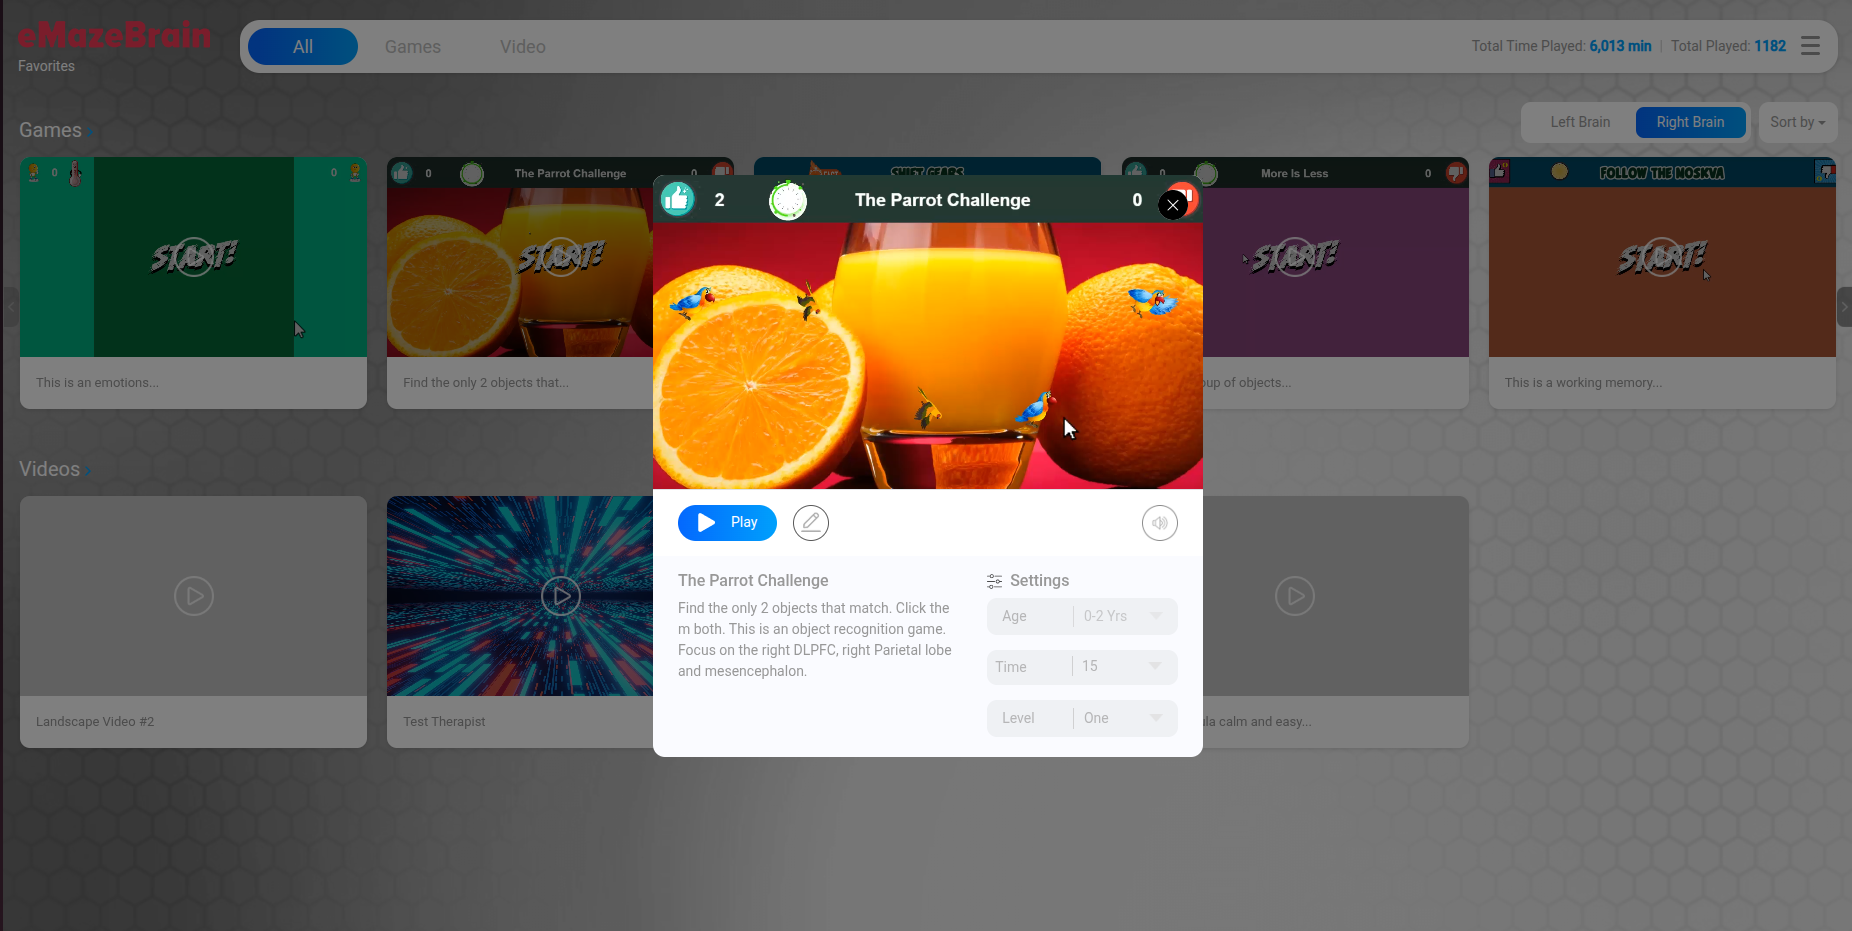 eMazeBrain
Favorites
All
Games
Video
Total Time Played: 6,013 min | Total Played: 1182
Games
Left Brain
Right Brain
Sort by
0
0
START!
This is an emotions...
0
The Parrot Challenge
0
START!
Find the only 2 objects that...
SHIFT GEARS
0
More Is Less
0
START!
oup of objects...
FOLLOW THE MOSKVA
START!
This is a working memory...
2
The Parrot Challenge
0
Play
The Parrot Challenge
Find the only 2 objects that match. Click the
m both. This is an object recognition game.
Focus on the right DLPFC, right Parietal lobe
and mesencephalon.
Settings
Age
0-2 Yrs
Time
15
Level
One
Videos
Landscape Video #2
Test Therapist
la calm and easy...